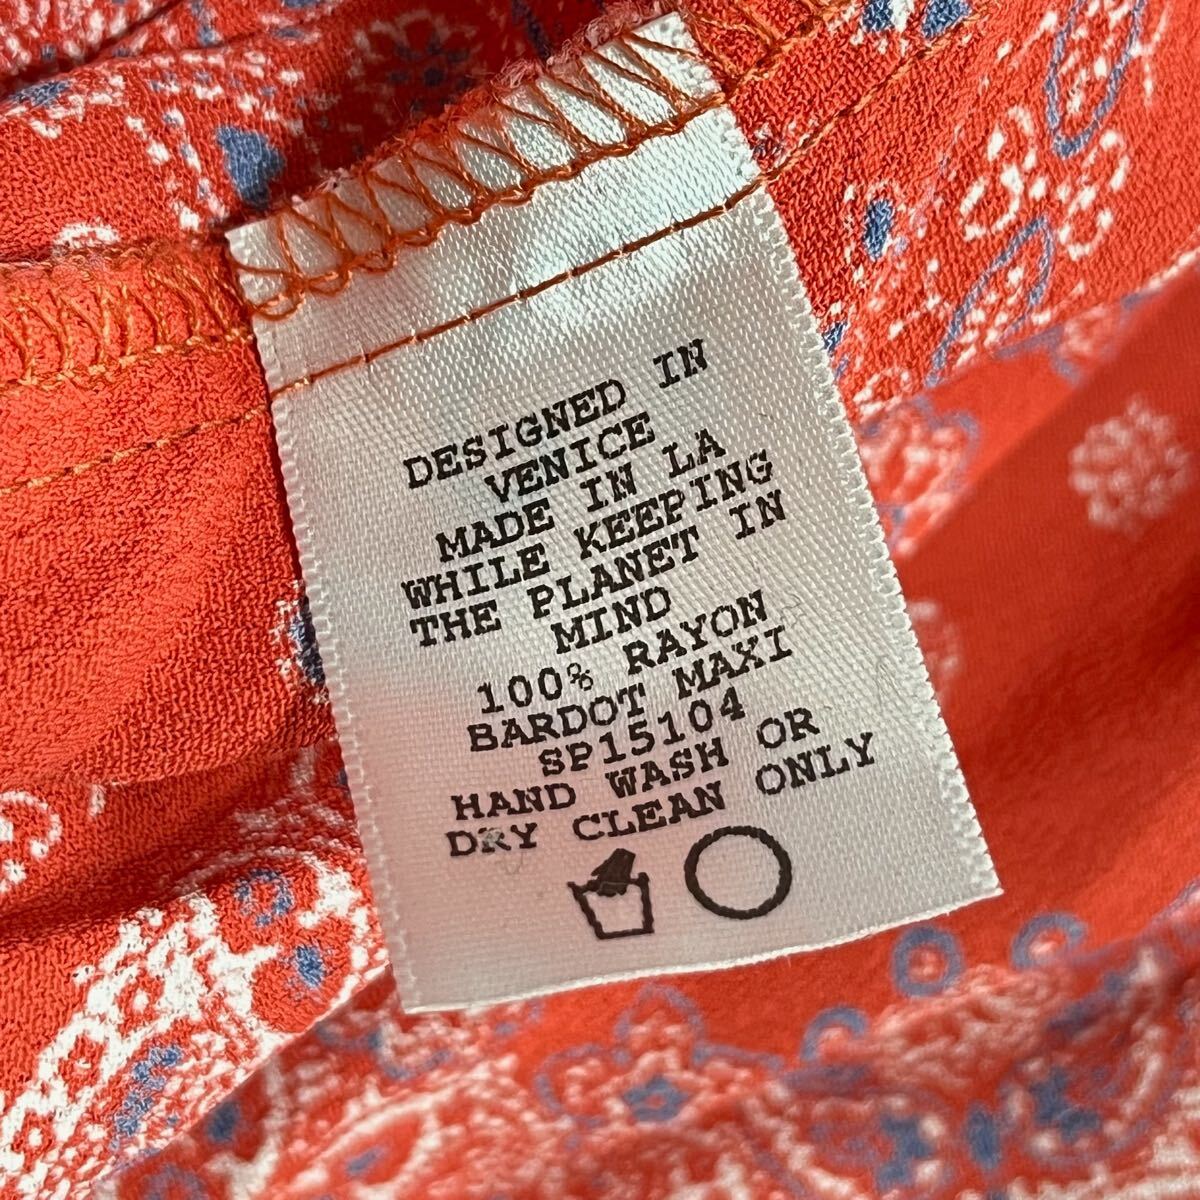 DESIGNED IN
VENICE
MADE IN LA
WHILE KEEPING
THE PLANET IN
MIND
100% RAYON
BARDOT MAXI
SP15104
HAND WASH OR
DRY CLEAN ONLY